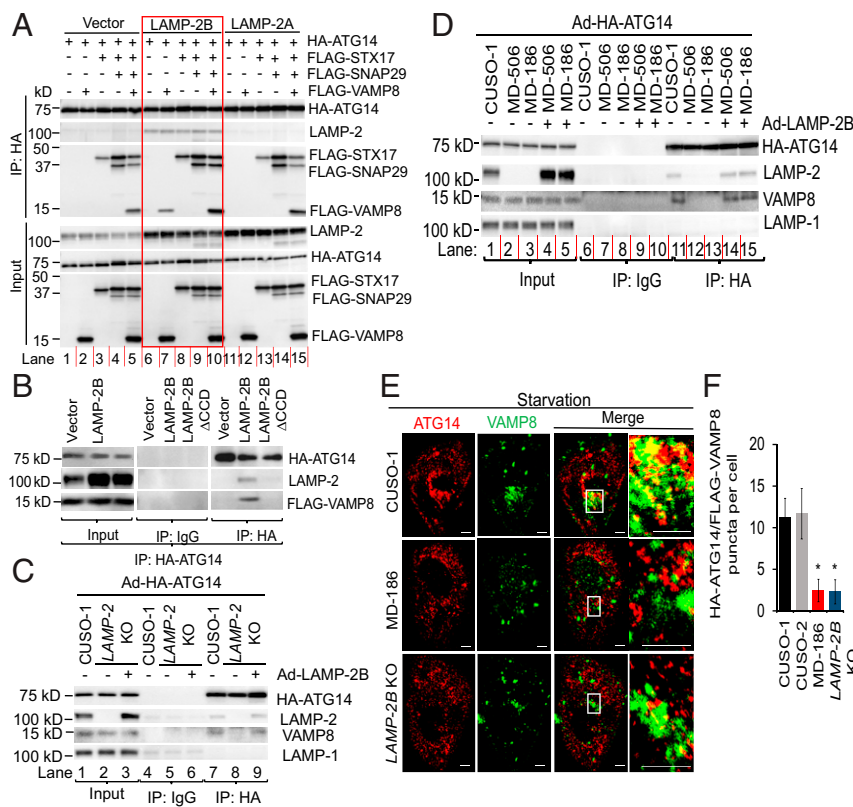 A
Vector LAMP-2B LAMP-2A
+ + + + + + + + + + + + + + + HA-ATG14
- - + + + - - + + + - - + + + FLAG-STX17
- - - + + - - - + + - - - + + FLAG-SNAP29
- + - - + - + - - + - + - - + FLAG-VAMP8
kD
IP: HA
75 HA-ATG14
100 LAMP-2
50
37 FLAG-STX17
FLAG-SNAP29
15 FLAG-VAMP8
Input
100 LAMP-2
75 HA-ATG14
50
37 FLAG-STX17
FLAG-SNAP29
15 FLAG-VAMP8
Lane 1 2 3 4 5 6 7 8 9 10 11 12 13 14 15
B
Vector LAMP-2B LAMP-2B ΔCCD Vector LAMP-2B ΔCCD
75 kD HA-ATG14
100 kD LAMP-2
15 kD FLAG-VAMP8
Input IP: IgG IP: HA
IP: HA-ATG14
C
Ad-HA-ATG14
CUSO-1 LAMP-2 KO CUSO-1 LAMP-2 KO CUSO-1 LAMP-2 KO
- - + - - + - - + Ad-LAMP-2B
75 kD HA-ATG14
100 kD LAMP-2
15 kD VAMP8
100 kD LAMP-1
Lane 1 2 3 4 5 6 7 8 9
Input IP: IgG IP: HA
D
Ad-HA-ATG14
CUSO-1 MD-506 MD-186 MD-506 MD-186 CUSO-1 MD-506 MD-186 MD-506 MD-186 CUSO-1 MD-506 MD-186 MD-506 MD-186
- - - + + - - - + + - - - + + Ad-LAMP-2B
75 kD HA-ATG14
100 kD LAMP-2
15 kD VAMP8
100 kD LAMP-1
Lane: 1 2 3 4 5 6 7 8 9 10 11 12 13 14 15
Input IP: IgG IP: HA
E
Starvation
ATG14 VAMP8 Merge
CUSO-1
MD-186
LAMP-2B KO
F
HA-ATG14/FLAG-VAMP8
puncta per cell
20
15
10
5
0
* *
CUSO-1
CUSO-2
MD-186
LAMP-2B
KO